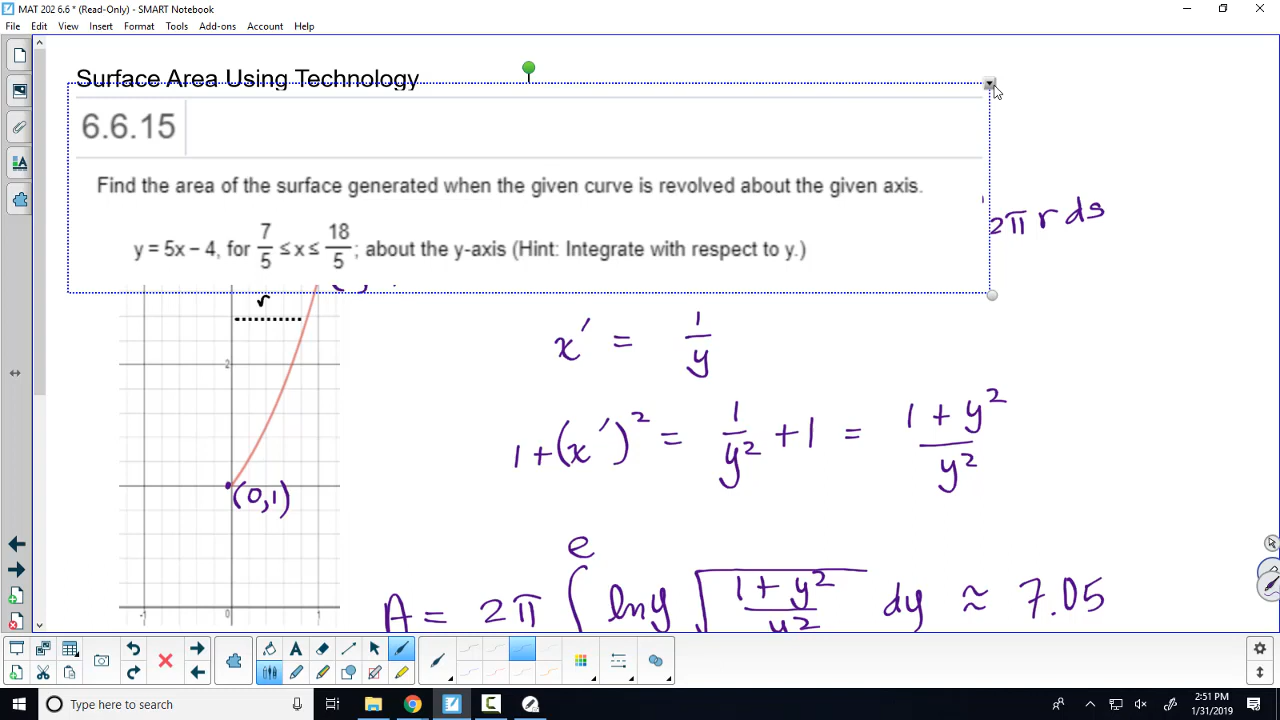 MAT 202 6.6 * (Read-Only) - SMART Notebook
File Edit View Insert Format Tools Add-ons Account Help
Surface Area Using Technology
6.6.15
Find the area of the surface generated when the given curve is revolved about the given axis.
y = 5x − 4, for 7/5 ≤ x ≤ 18/5; about the y-axis (Hint: Integrate with respect to y.)
2π r ds
r
2
x′ = 1/y
1+(x′)² = 1/y² + 1 = (1 + y²)/y²
(0,1)
e
A = 2π ∫ ln y √((1 + y²)/y²) dy ≈ 7.05
-1 0 1
Type here to search
2:51 PM
1/31/2019